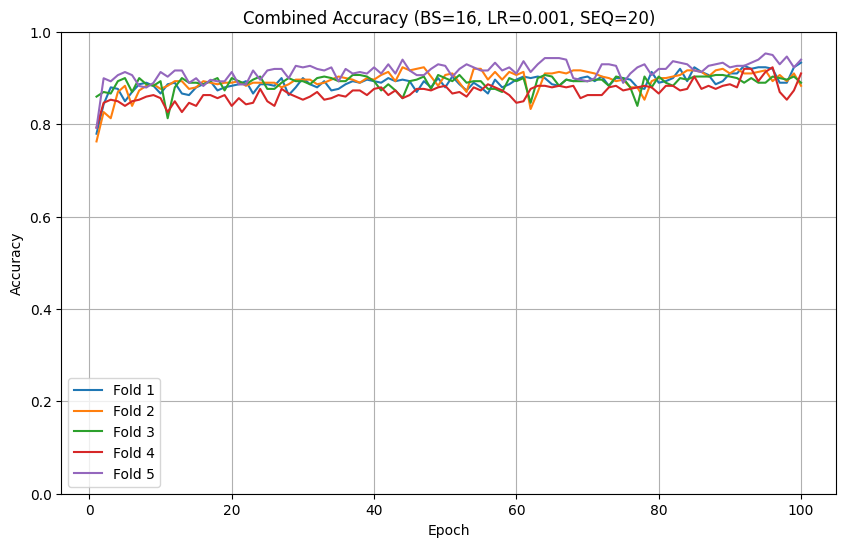 Combined Accuracy (BS=16, LR=0.001, SEQ=20)
1.0
0.8
0.6
0.4
0.2
0.0
Accuracy
Fold 1
Fold 2
Fold 3
Fold 4
Fold 5
0 20 40 60 80 100
Epoch